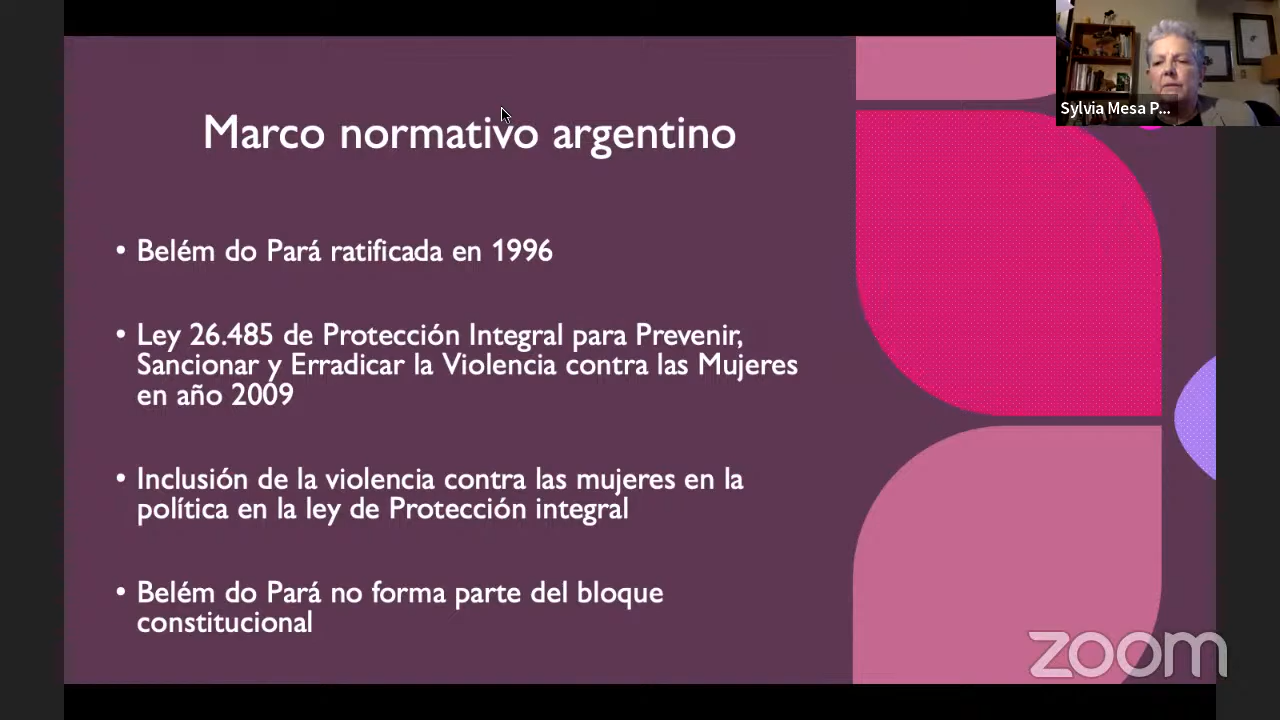 Marco normativo argentino
Sylvia Mesa P...
• Belém do Pará ratificada en 1996
• Ley 26.485 de Protección Integral para Prevenir,
Sancionar y Erradicar la Violencia contra las Mujeres
en año 2009
• Inclusión de la violencia contra las mujeres en la
política en la ley de Protección integral
• Belém do Pará no forma parte del bloque
constitucional
zoom